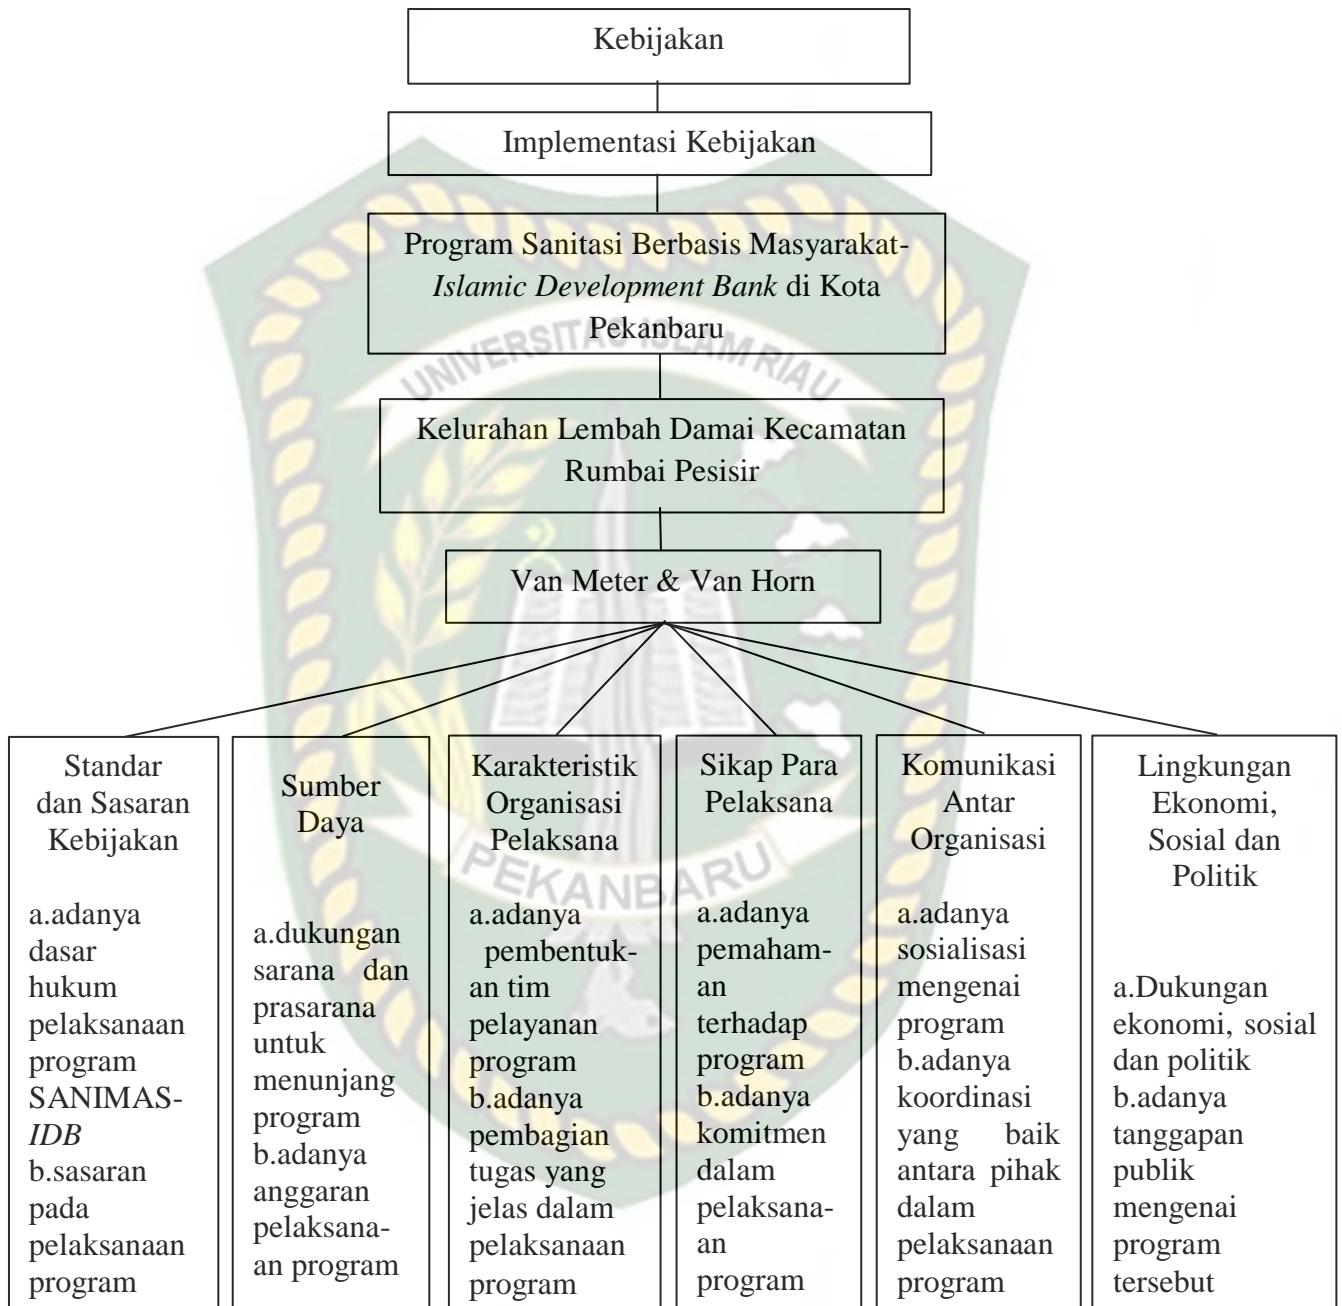 Kebijakan
Implementasi Kebijakan
Program Sanitasi Berbasis Masyarakat-
Islamic Development Bank di Kota
Pekanbaru
UNIVERSITAS ISLAM RIAU
Kelurahan Lembah Damai Kecamatan
Rumbai Pesisir
Van Meter & Van Horn
Standar
dan Sasaran
Kebijakan
a.adanya
dasar
hukum
pelaksanaan
program
SANIMAS-
IDB
b.sasaran
pada
pelaksanaan
program
Sumber
Daya
a.dukungan
sarana dan
prasarana
untuk
menunjang
program
b.adanya
anggaran
pelaksana-
an program
Karakteristik
Organisasi
Pelaksana
a.adanya
pembentuk-
an tim
pelayanan
program
b.adanya
pembagian
tugas yang
jelas dalam
pelaksanaan
program
Sikap Para
Pelaksana
a.adanya
pemaham-
an
terhadap
program
b.adanya
komitmen
dalam
pelaksana-
an
program
Komunikasi
Antar
Organisasi
a.adanya
sosialisasi
mengenai
program
b.adanya
koordinasi
yang baik
antara pihak
dalam
pelaksanaan
program
Lingkungan
Ekonomi,
Sosial dan
Politik
a.Dukungan
ekonomi, sosial
dan politik
b.adanya
tanggapan
publik
mengenai
program
tersebut
PEKANBARU